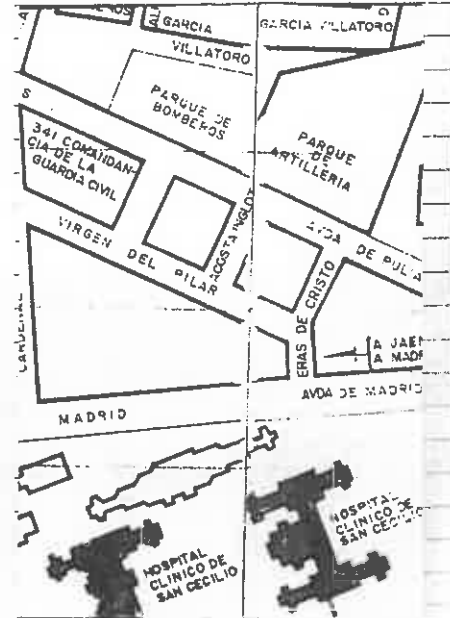 GARCIA
VILLATORO
GARCIA VILLATORO
S
PARQUE DE
BOMBEROS
PARQUE
DE
ARTILLERIA
341 COMANDAN-
CIA DE LA
GUARDIA CIVIL
VIRGEN DEL PILAR
ACOSTA INGLOT
AVDA DE PULIA
ERAS DE CRISTO
CARDENAL
A JAEN
A MADR
AVDA DE MADRID
MADRID
HOSPITAL
CLINICO DE
SAN CECILIO
HOSPITAL
CLINICO DE
SAN CECILIO